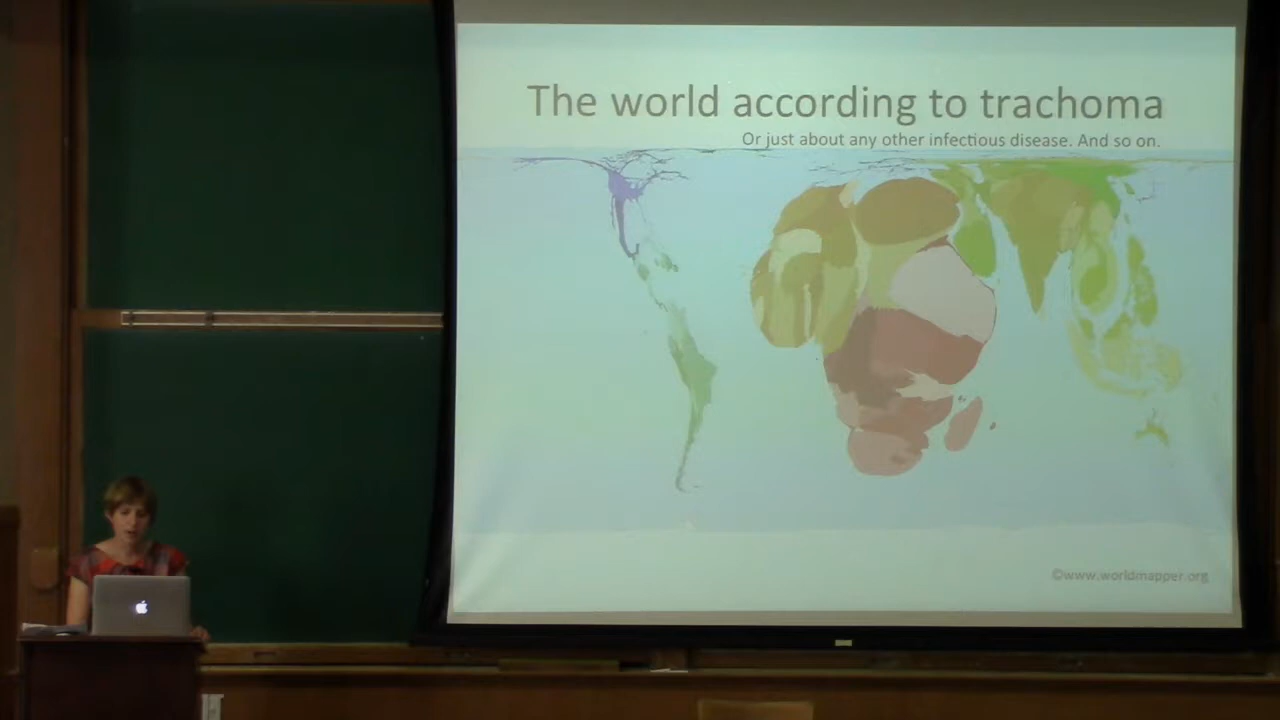 The world according to trachoma
Or just about any other infectious disease. And so on.
©www.worldmapper.org